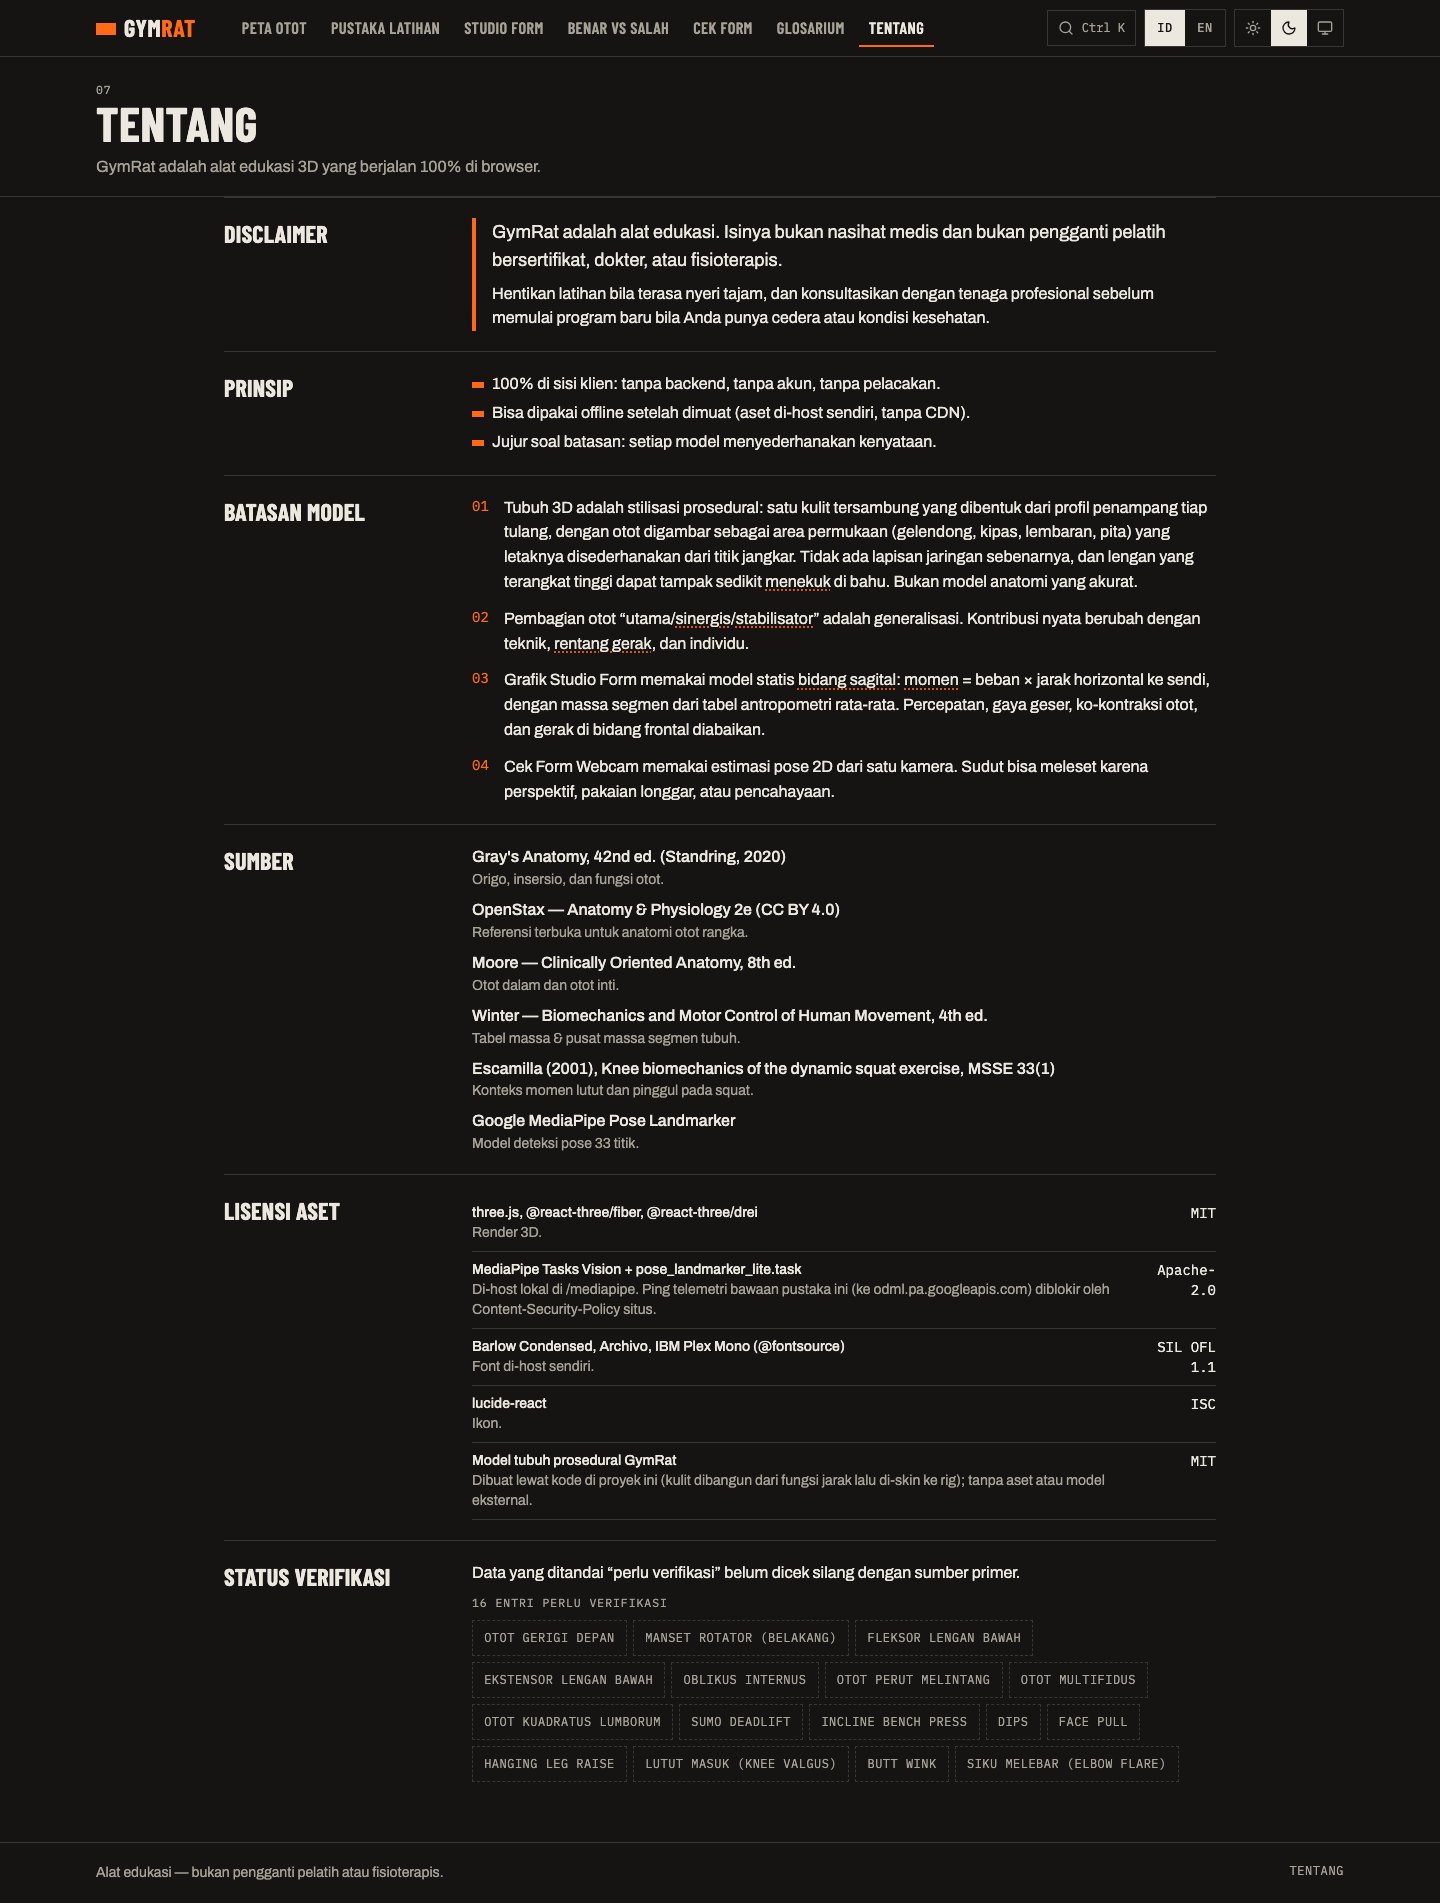 GYMRAT
PETA OTOT
PUSTAKA LATIHAN
STUDIO FORM
BENAR VS SALAH
CEK FORM
GLOSARIUM
TENTANG
Ctrl K
ID
EN
07
TENTANG
GymRat adalah alat edukasi 3D yang berjalan 100% di browser.
DISCLAIMER
GymRat adalah alat edukasi. Isinya bukan nasihat medis dan bukan pengganti pelatih
bersertifikat, dokter, atau fisioterapis.
Hentikan latihan bila terasa nyeri tajam, dan konsultasikan dengan tenaga profesional sebelum
memulai program baru bila Anda punya cedera atau kondisi kesehatan.
PRINSIP
100% di sisi klien: tanpa backend, tanpa akun, tanpa pelacakan.
Bisa dipakai offline setelah dimuat (aset di-host sendiri, tanpa CDN).
Jujur soal batasan: setiap model menyederhanakan kenyataan.
BATASAN MODEL
01 Tubuh 3D adalah stilisasi prosedural: satu kulit tersambung yang dibentuk dari profil penampang tiap
tulang, dengan otot digambar sebagai area permukaan (gelendong, kipas, lembaran, pita) yang
letaknya disederhanakan dari titik jangkar. Tidak ada lapisan jaringan sebenarnya, dan lengan yang
terangkat tinggi dapat tampak sedikit menekuk di bahu. Bukan model anatomi yang akurat.
02 Pembagian otot “utama/sinergis/stabilisator” adalah generalisasi. Kontribusi nyata berubah dengan
teknik, rentang gerak, dan individu.
03 Grafik Studio Form memakai model statis bidang sagital: momen = beban × jarak horizontal ke sendi,
dengan massa segmen dari tabel antropometri rata-rata. Percepatan, gaya geser, ko-kontraksi otot,
dan gerak di bidang frontal diabaikan.
04 Cek Form Webcam memakai estimasi pose 2D dari satu kamera. Sudut bisa meleset karena
perspektif, pakaian longgar, atau pencahayaan.
SUMBER
Gray's Anatomy, 42nd ed. (Standring, 2020)
Origo, insersio, dan fungsi otot.
OpenStax — Anatomy & Physiology 2e (CC BY 4.0)
Referensi terbuka untuk anatomi otot rangka.
Moore — Clinically Oriented Anatomy, 8th ed.
Otot dalam dan otot inti.
Winter — Biomechanics and Motor Control of Human Movement, 4th ed.
Tabel massa & pusat massa segmen tubuh.
Escamilla (2001), Knee biomechanics of the dynamic squat exercise, MSSE 33(1)
Konteks momen lutut dan pinggul pada squat.
Google MediaPipe Pose Landmarker
Model deteksi pose 33 titik.
LISENSI ASET
three.js, @react-three/fiber, @react-three/drei
Render 3D.
MIT
MediaPipe Tasks Vision + pose_landmarker_lite.task
Di-host lokal di /mediapipe. Ping telemetri bawaan pustaka ini (ke odml.pa.googleapis.com) diblokir oleh
Content-Security-Policy situs.
Apache-
2.0
Barlow Condensed, Archivo, IBM Plex Mono (@fontsource)
Font di-host sendiri.
SIL OFL
1.1
lucide-react
Ikon.
ISC
Model tubuh prosedural GymRat
Dibuat lewat kode di proyek ini (kulit dibangun dari fungsi jarak lalu di-skin ke rig); tanpa aset atau model
eksternal.
MIT
STATUS VERIFIKASI
Data yang ditandai “perlu verifikasi” belum dicek silang dengan sumber primer.
16 ENTRI PERLU VERIFIKASI
OTOT GERIGI DEPAN
MANSET ROTATOR (BELAKANG)
FLEKSOR LENGAN BAWAH
EKSTENSOR LENGAN BAWAH
OBLIKUS INTERNUS
OTOT PERUT MELINTANG
OTOT MULTIFIDUS
OTOT KUADRATUS LUMBORUM
SUMO DEADLIFT
INCLINE BENCH PRESS
DIPS
FACE PULL
HANGING LEG RAISE
LUTUT MASUK (KNEE VALGUS)
BUTT WINK
SIKU MELEBAR (ELBOW FLARE)
Alat edukasi — bukan pengganti pelatih atau fisioterapis.
TENTANG